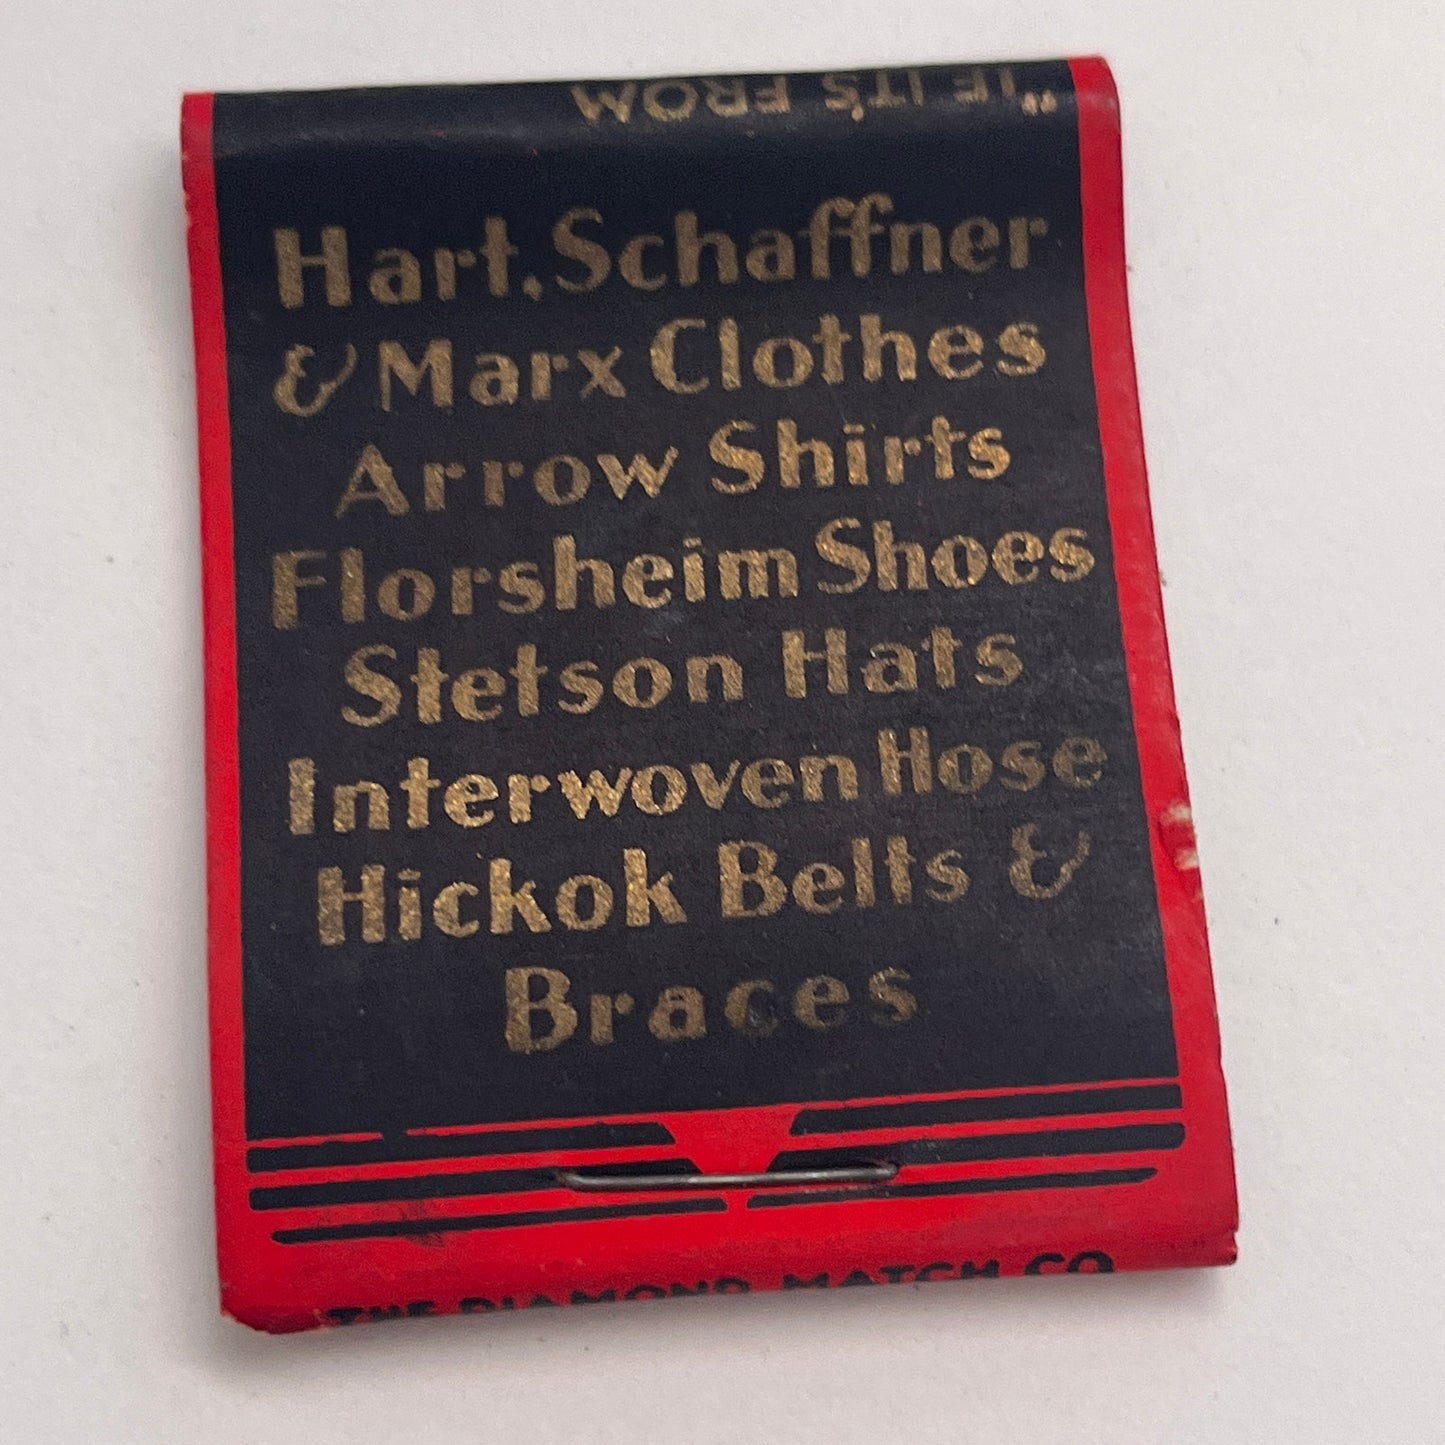 "IF IT'S FROM
Hart, Schaffner
& Marx Clothes
Arrow Shirts
Florsheim Shoes
Stetson Hats
Interwoven Hose
Hickok Belts &
Braces
THE DIAMOND MATCH CO